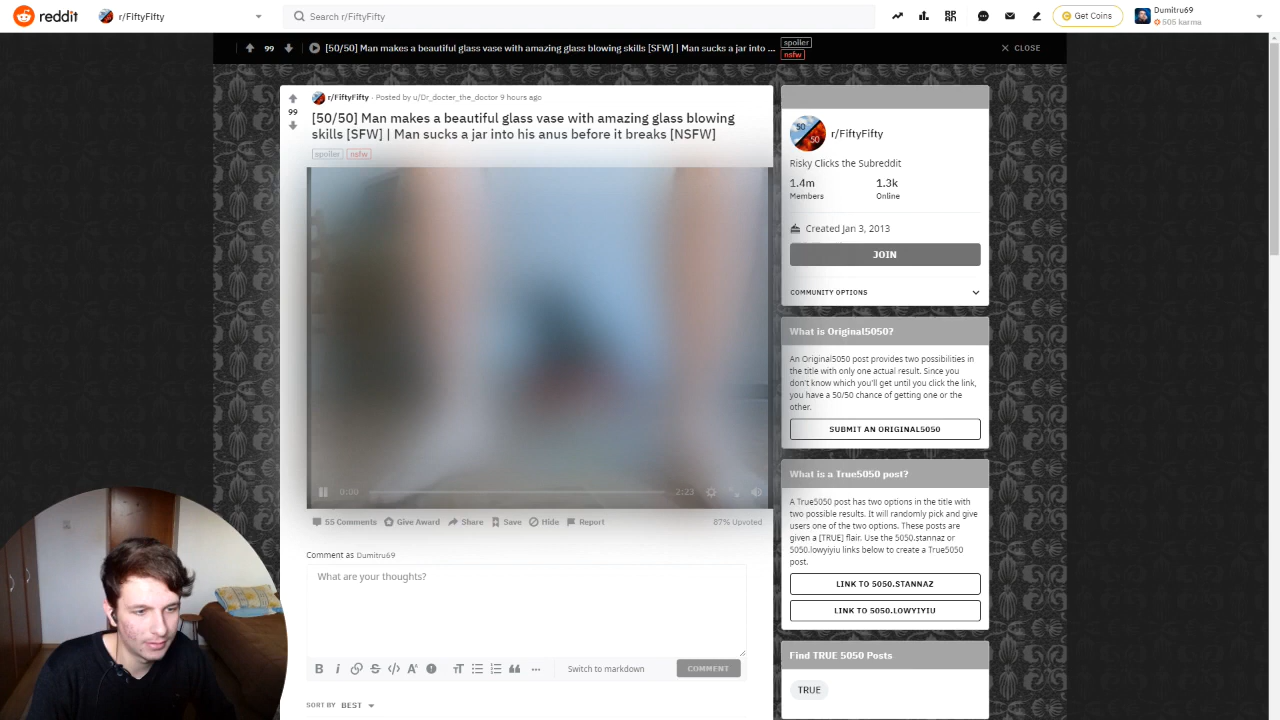 reddit r/FiftyFifty Search r/FiftyFifty Get Coins Dumitru69
505 karma
99 [50/50] Man makes a beautiful glass vase with amazing glass blowing skills [SFW] | Man sucks a jar into ... spoiler CLOSE
nsfw
r/FiftyFifty · Posted by u/Dr_docter_the_doctor 9 hours ago
99
[50/50] Man makes a beautiful glass vase with amazing glass blowing
skills [SFW] | Man sucks a jar into his anus before it breaks [NSFW]
spoiler nsfw
0:00 2:23
55 Comments Give Award Share Save Hide Report 87% Upvoted
Comment as Dumitru69
What are your thoughts?
B i A Switch to markdown COMMENT
SORT BY BEST
50 50 r/FiftyFifty
Risky Clicks the Subreddit
1.4m 1.3k
Members Online
Created Jan 3, 2013
JOIN
COMMUNITY OPTIONS
What is Original5050?
An Original5050 post provides two possibilities in
the title with only one actual result. Since you
don't know which you'll get until you click the link,
you have a 50/50 chance of getting one or the
other.
SUBMIT AN ORIGINAL5050
What is a True5050 post?
A True5050 post has two options in the title with
two possible results. It will randomly pick and give
users one of the two options. These posts are
given a [TRUE] flair. Use the 5050.stannaz or
5050.lowyiyiu links below to create a True5050
post.
LINK TO 5050.STANNAZ
LINK TO 5050.LOWYIYIU
Find TRUE 5050 Posts
TRUE